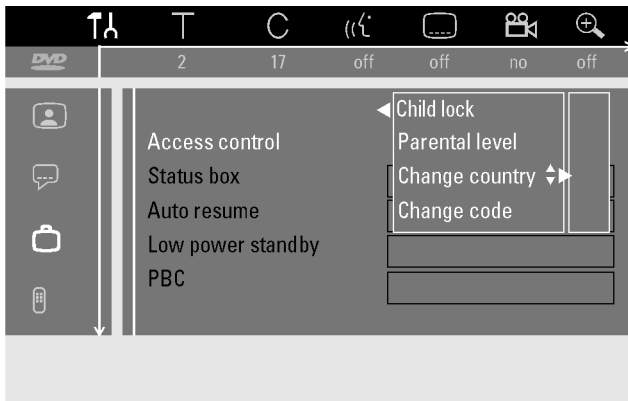 T C
DVD 2 17 off off no off
Child lock
Access control Parental level
Status box Change country
Auto resume Change code
Low power standby
PBC